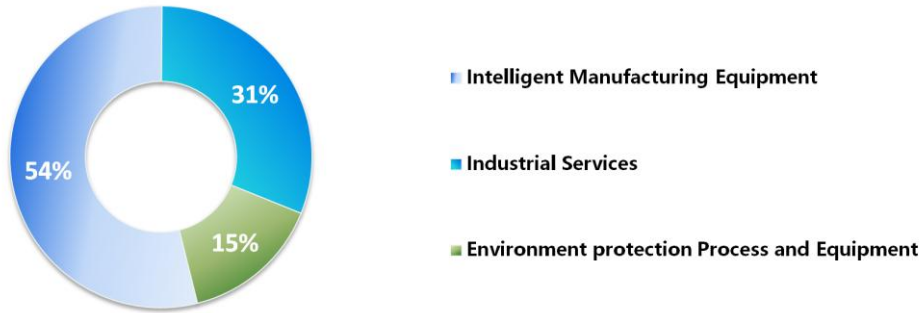 31%
54%
15%
Intelligent Manufacturing Equipment
Industrial Services
Environment protection Process and Equipment